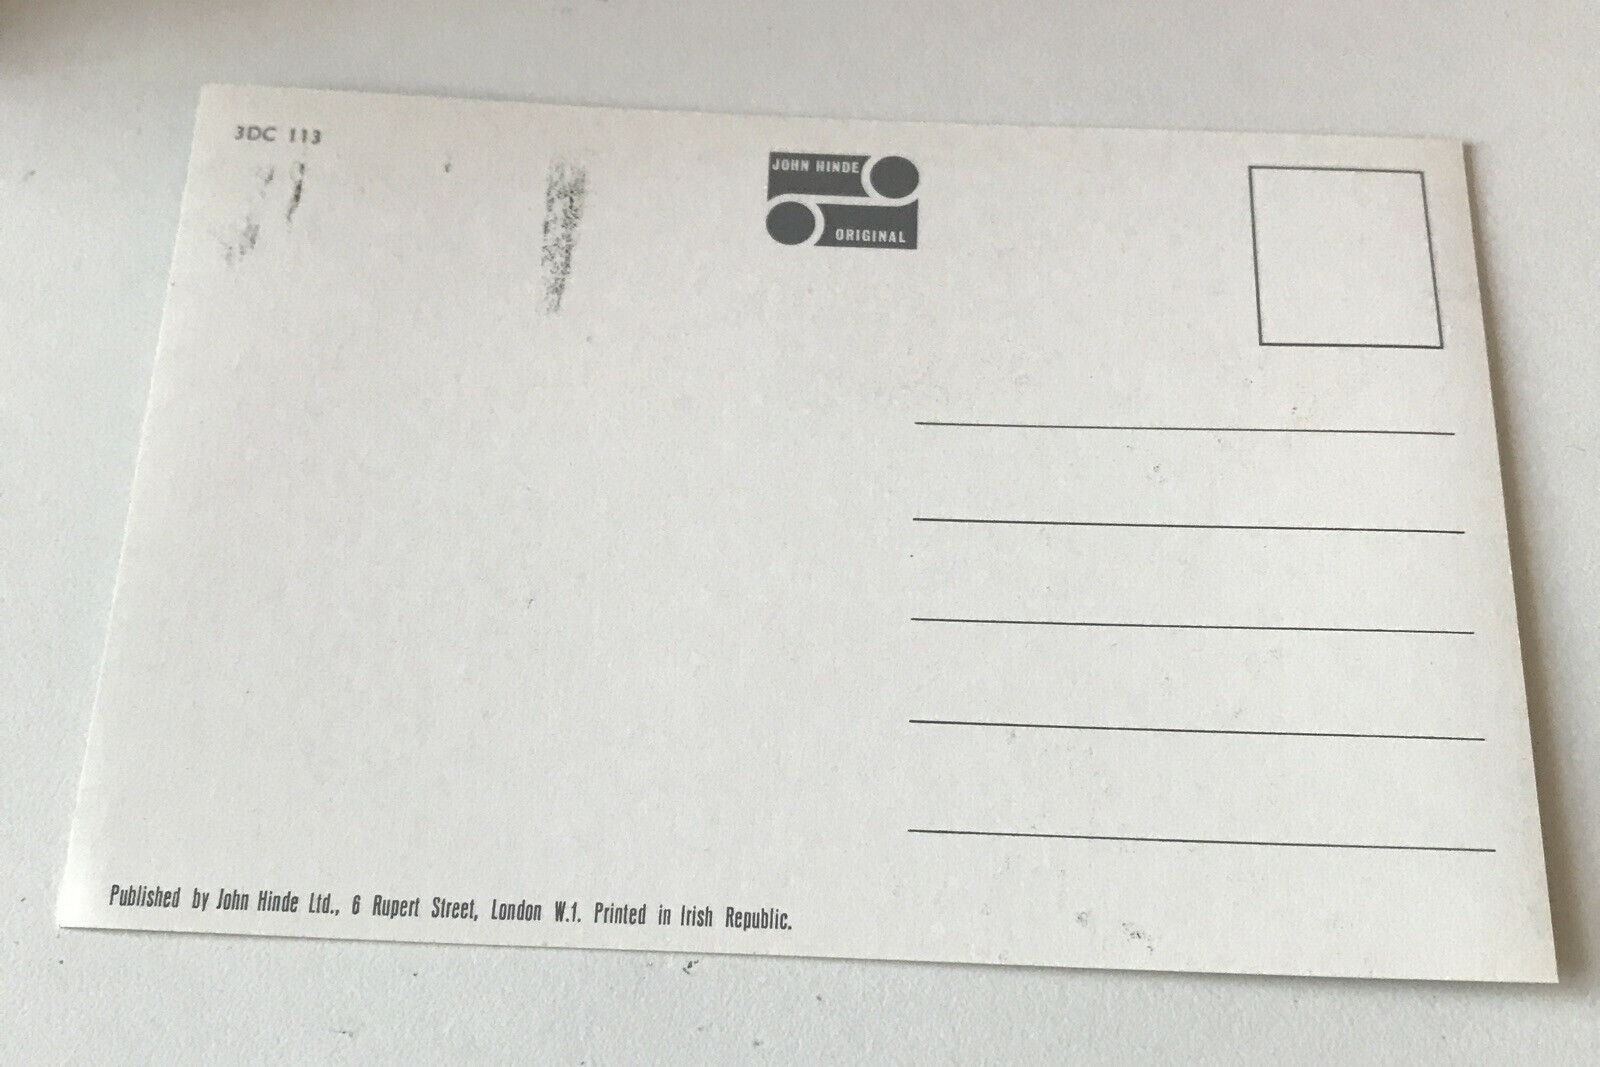 3DC 113
JOHN HINDE
ORIGINAL
Published by John Hinde Ltd., 6 Rupert Street, London W.1. Printed in Irish Republic.